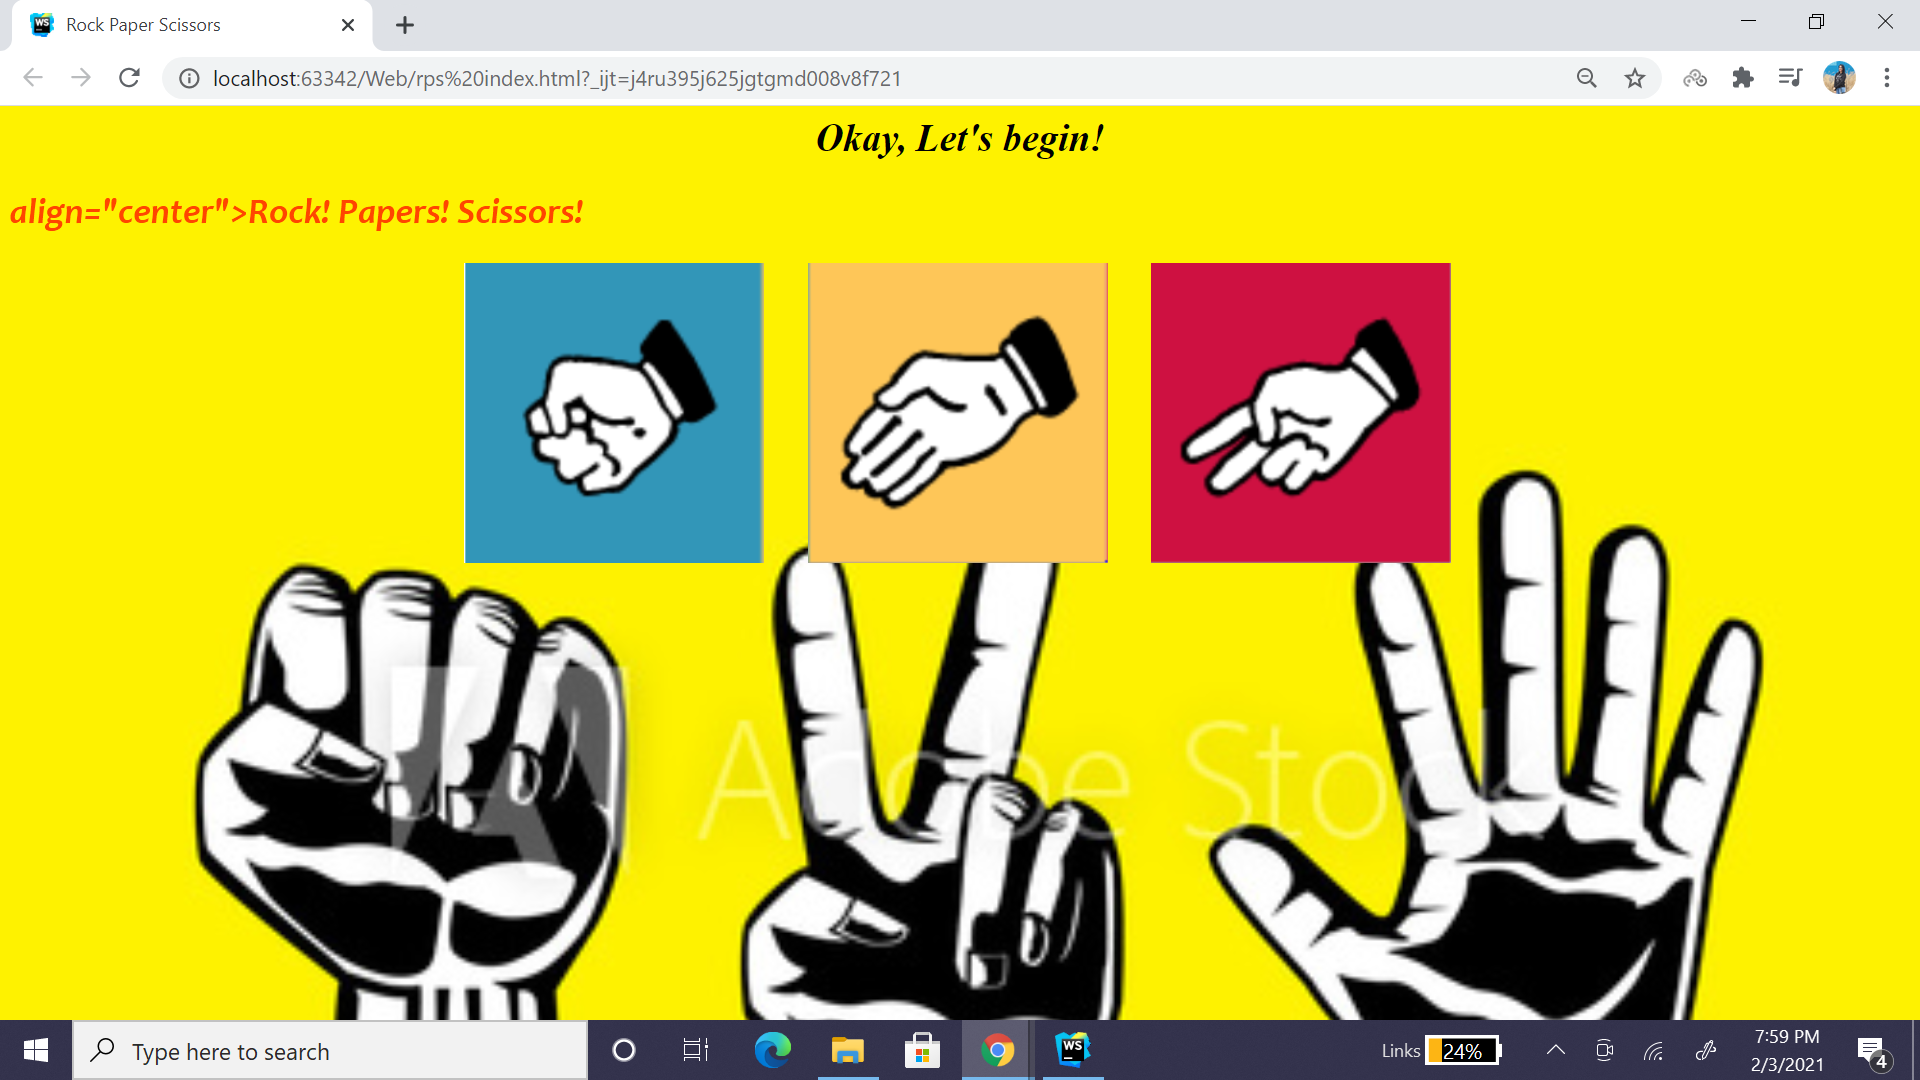 Rock Paper Scissors
localhost:63342/Web/rps%20index.html?_ijt=j4ru395j625jgtgmd008v8f721
Okay, Let's begin!
align="center">Rock! Papers! Scissors!
Adobe Stock
Type here to search
WS
Links
24%
7:59 PM
2/3/2021
4